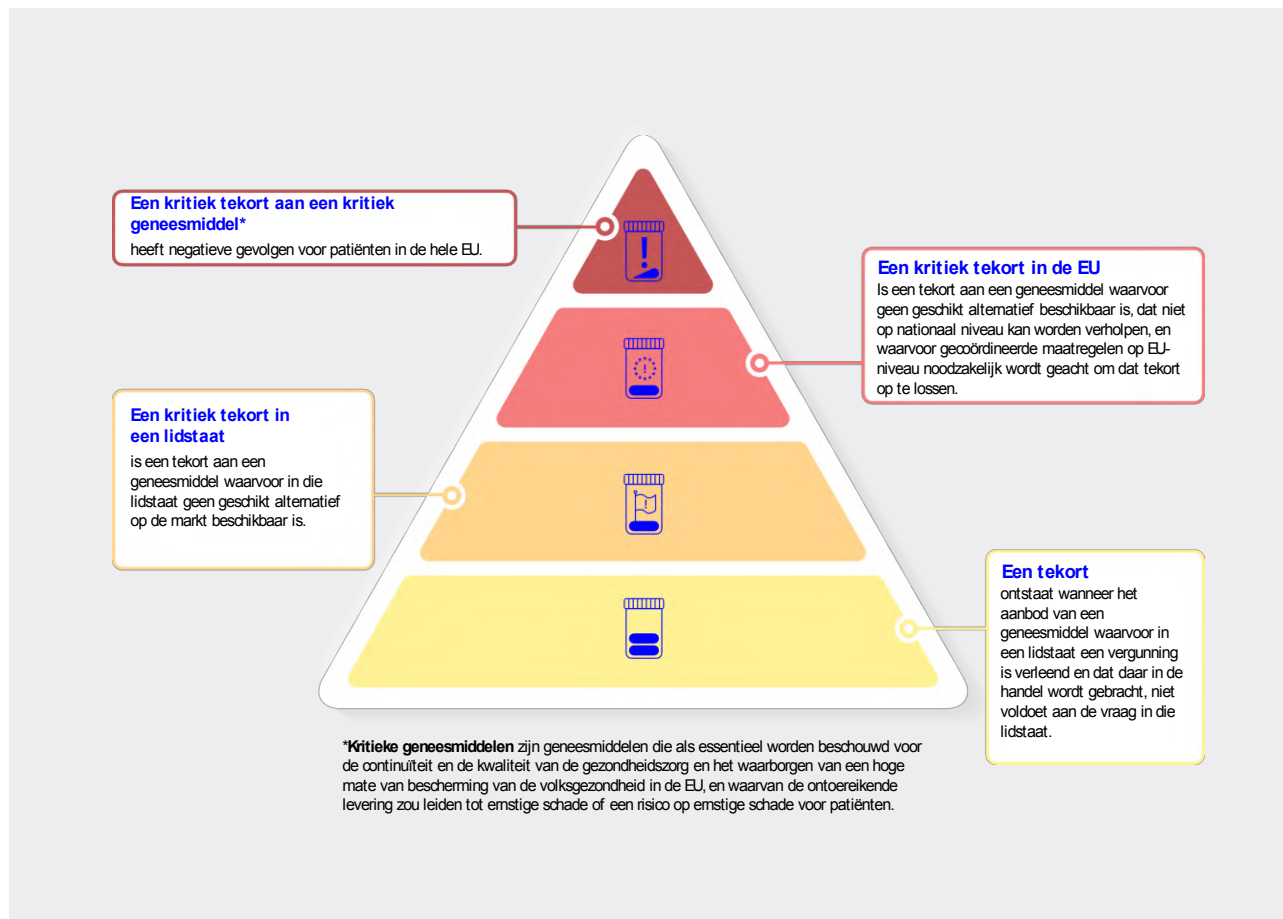 Een kritiek tekort aan een kritiek
geneesmiddel*
heeft negatieve gevolgen voor patiënten in de hele EU.
Een kritiek tekort in de EU
Is een tekort aan een geneesmiddel waarvoor
geen geschikt alternatief beschikbaar is, dat niet
op nationaal niveau kan worden verholpen, en
waarvoor gecoördineerde maatregelen op EU-
niveau noodzakelijk wordt geacht om dat tekort
op te lossen.
Een kritiek tekort in
een lidstaat
is een tekort aan een
geneesmiddel waarvoor in die
lidstaat geen geschikt alternatief
op de markt beschikbaar is.
Een tekort
ontstaat wanneer het
aanbod van een
geneesmiddel waarvoor in
een lidstaat een vergunning
is verleend en dat daar in de
handel wordt gebracht, niet
voldoet aan de vraag in die
lidstaat.
*Kritieke geneesmiddelen zijn geneesmiddelen die als essentieel worden beschouwd voor
de continuïteit en de kwaliteit van de gezondheidszorg en het waarborgen van een hoge
mate van bescherming van de volksgezondheid in de EU, en waarvan de ontoereikende
levering zou leiden tot ernstige schade of een risico op ernstige schade voor patiënten.